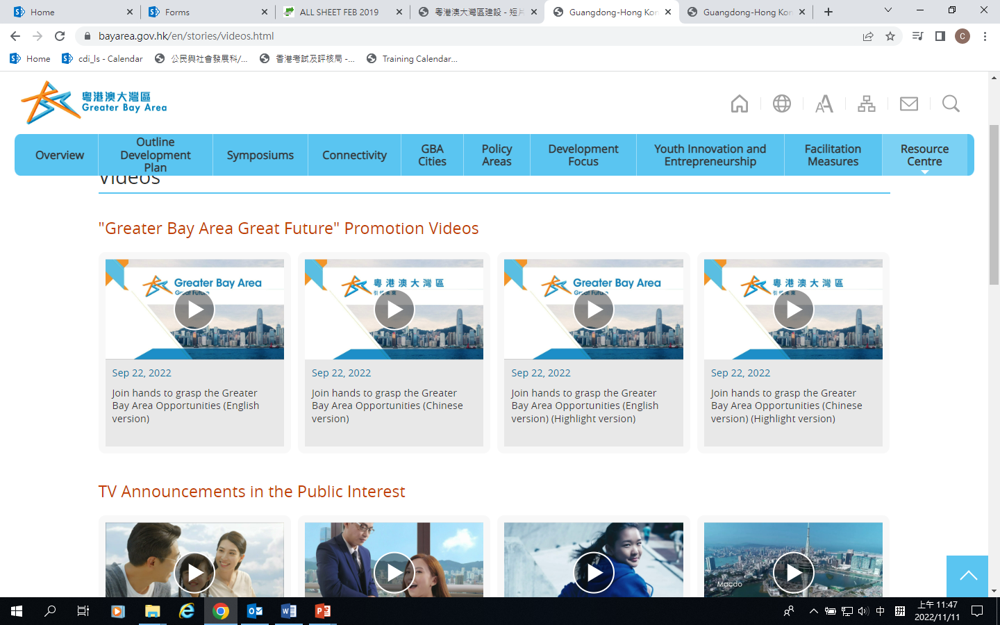 Home
Forms
ALL SHEET FEB 2019
粵港澳大灣區建設 - 短片
Guangdong-Hong Kon
Guangdong-Hong Kon
bayarea.gov.hk/en/stories/videos.html
C
Home
cdi_ls - Calendar
公民與社會發展科/...
香港考試及評核局 -...
Training Calendar...
粵港澳大灣區
Greater Bay Area
Overview
Outline
Development
Plan
Symposiums
Connectivity
GBA
Cities
Policy
Areas
Development
Focus
Youth Innovation and
Entrepreneurship
Facilitation
Measures
Resource
Centre
Videos
"Greater Bay Area Great Future" Promotion Videos
Greater Bay Area
Great Future
粵港澳大灣區
Greater Bay Area
Great Future
粵港澳大灣區
Sep 22, 2022
Join hands to grasp the Greater
Bay Area Opportunities (English
version)
Sep 22, 2022
Join hands to grasp the Greater
Bay Area Opportunities (Chinese
version)
Sep 22, 2022
Join hands to grasp the Greater
Bay Area Opportunities (English
version) (Highlight version)
Sep 22, 2022
Join hands to grasp the Greater
Bay Area Opportunities (Chinese
version) (Highlight version)
TV Announcements in the Public Interest
Macao
中
拼
上午 11:47
2022/11/11